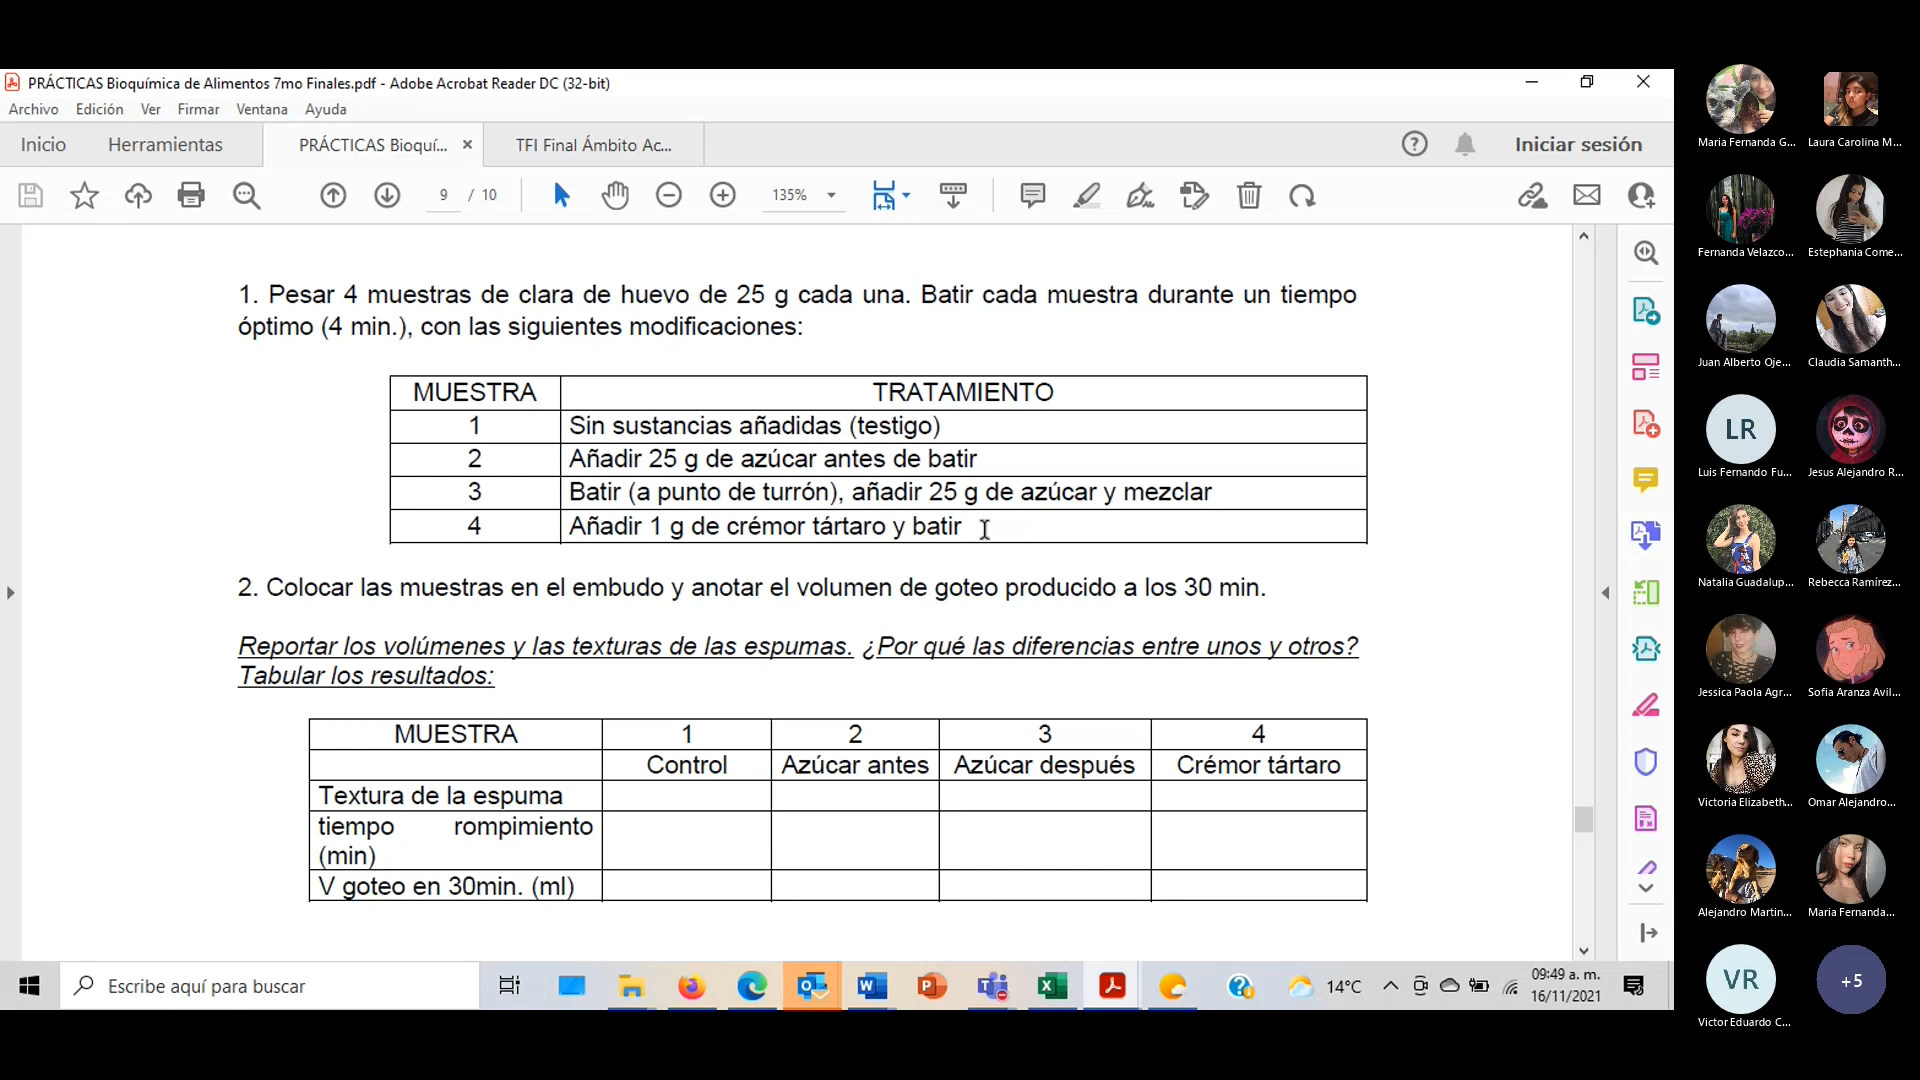 PRÁCTICAS Bioquímica de Alimentos 7mo Finales.pdf - Adobe Acrobat Reader DC (32-bit)
Archivo Edición Ver Firmar Ventana Ayuda
Inicio Herramientas PRÁCTICAS Bioquí... × TFI Final Ámbito Ac... Iniciar sesión
9 / 10 135%
1. Pesar 4 muestras de clara de huevo de 25 g cada una. Batir cada muestra durante un tiempo
óptimo (4 min.), con las siguientes modificaciones:
MUESTRA TRATAMIENTO
1 Sin sustancias añadidas (testigo)
2 Añadir 25 g de azúcar antes de batir
3 Batir (a punto de turrón), añadir 25 g de azúcar y mezclar
4 Añadir 1 g de crémor tártaro y batir
2. Colocar las muestras en el embudo y anotar el volumen de goteo producido a los 30 min.
Reportar los volúmenes y las texturas de las espumas. ¿Por qué las diferencias entre unos y otros?
Tabular los resultados:
MUESTRA 1 2 3 4
Control Azúcar antes Azúcar después Crémor tártaro
Textura de la espuma
tiempo rompimiento
(min)
V goteo en 30min. (ml)
Escribe aquí para buscar
14°C
09:49 a. m.
16/11/2021
Maria Fernanda G... Laura Carolina M...
Fernanda Velazco... Estephania Come...
Juan Alberto Oje... Claudia Samanth...
LR
Luis Fernando Fu... Jesus Alejandro R...
Natalia Guadalup... Rebecca Ramírez...
Jessica Paola Agr... Sofia Aranza Avil...
Victoria Elizabeth... Omar Alejandro...
Alejandro Martin... Maria Fernanda...
VR +5
Victor Eduardo C...